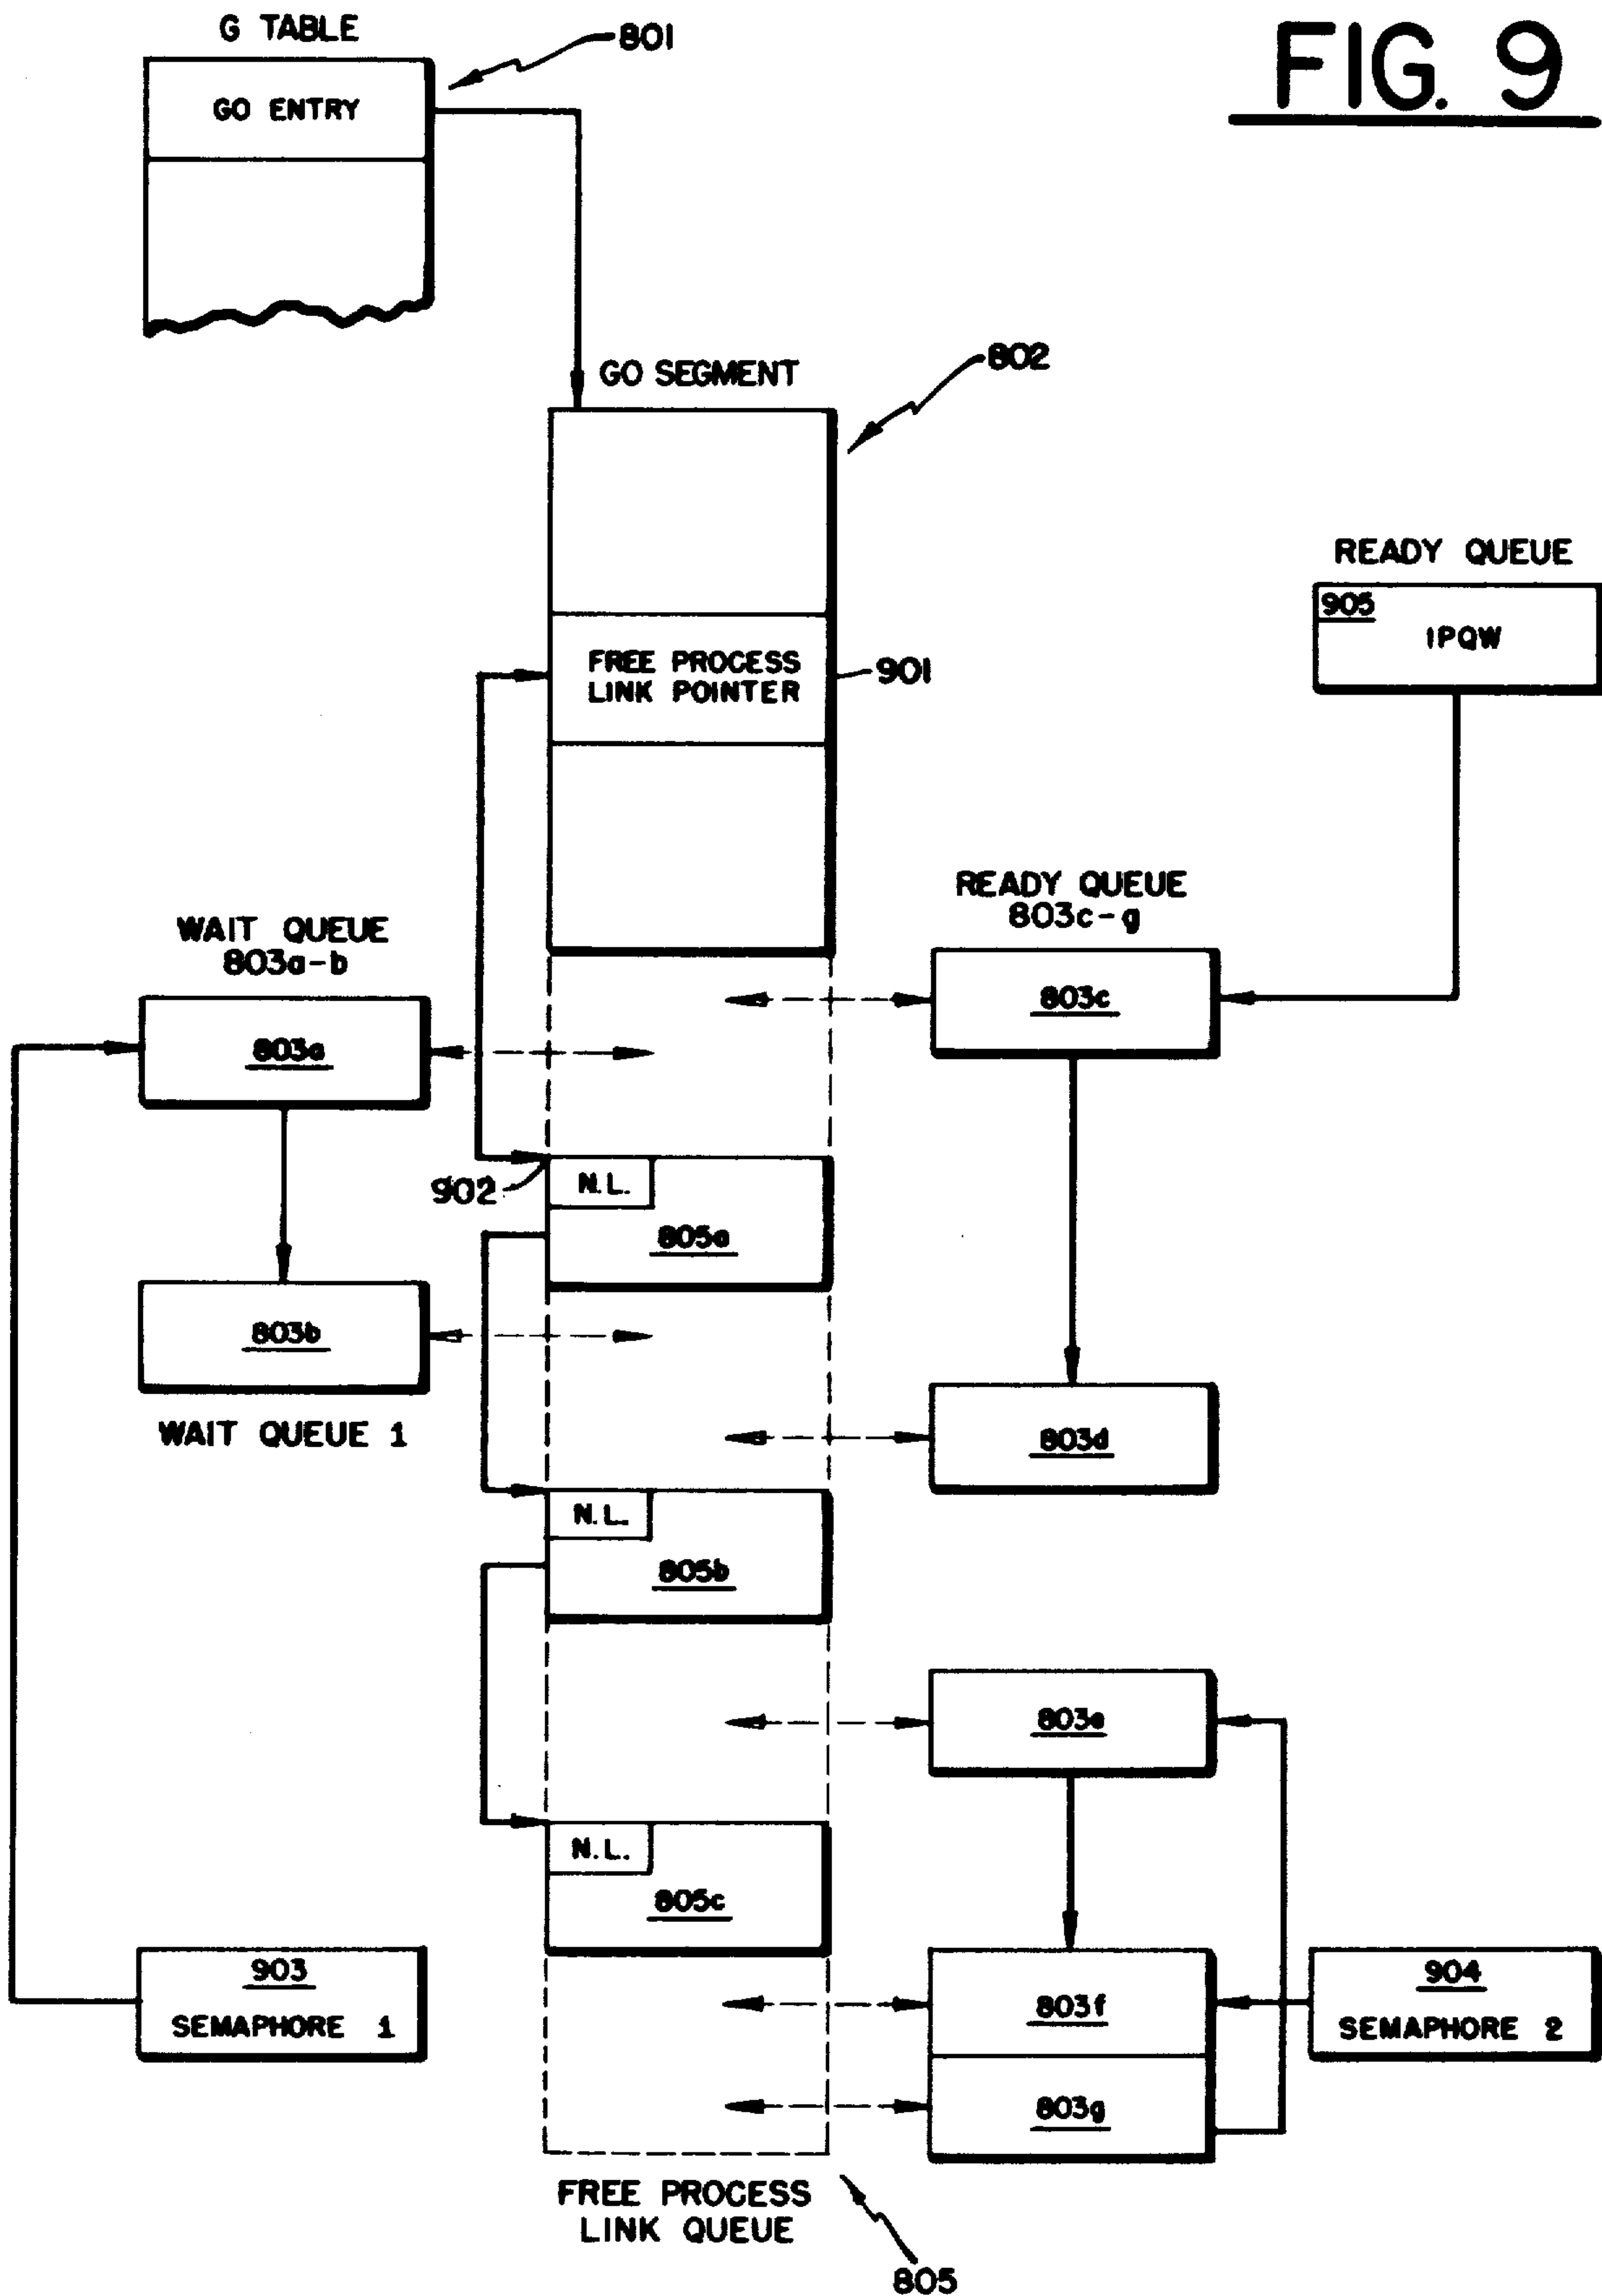 G TABLE
801
FIG. 9
GO ENTRY
GO SEGMENT
802
READY QUEUE
905
IPQW
FREE PROCESS
LINK POINTER
901
READY QUEUE
803c-g
WAIT QUEUE
803a-b
803c
803a
902
N.L.
805a
803b
WAIT QUEUE 1
803d
N.L.
805b
803e
N.L.
805c
903
SEMAPHORE 1
803f
904
SEMAPHORE 2
803g
FREE PROCESS
LINK QUEUE
805